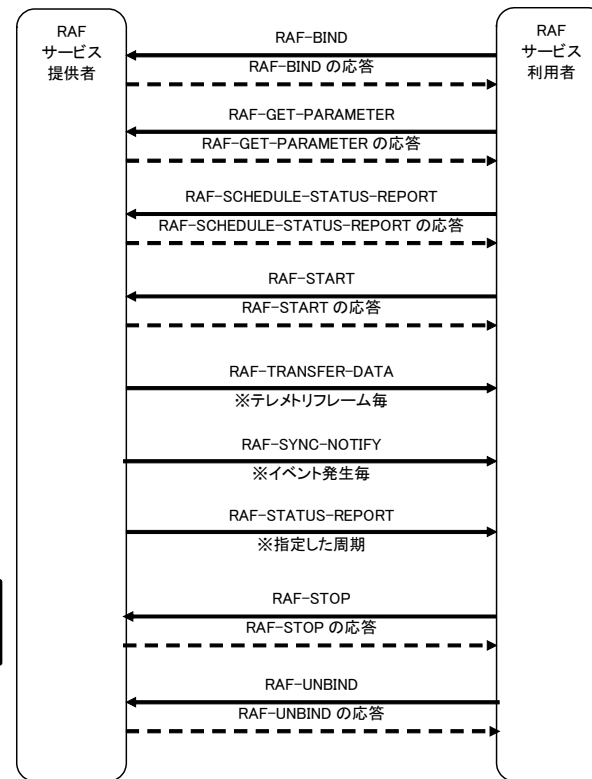 RAF
サービス
提供者
RAF
サービス
利用者
RAF-BIND
RAF-BIND の応答
RAF-GET-PARAMETER
RAF-GET-PARAMETER の応答
RAF-SCHEDULE-STATUS-REPORT
RAF-SCHEDULE-STATUS-REPORT の応答
RAF-START
RAF-START の応答
RAF-TRANSFER-DATA
※テレメトリフレーム毎
RAF-SYNC-NOTIFY
※イベント発生毎
RAF-STATUS-REPORT
※指定した周期
RAF-STOP
RAF-STOP の応答
RAF-UNBIND
RAF-UNBIND の応答